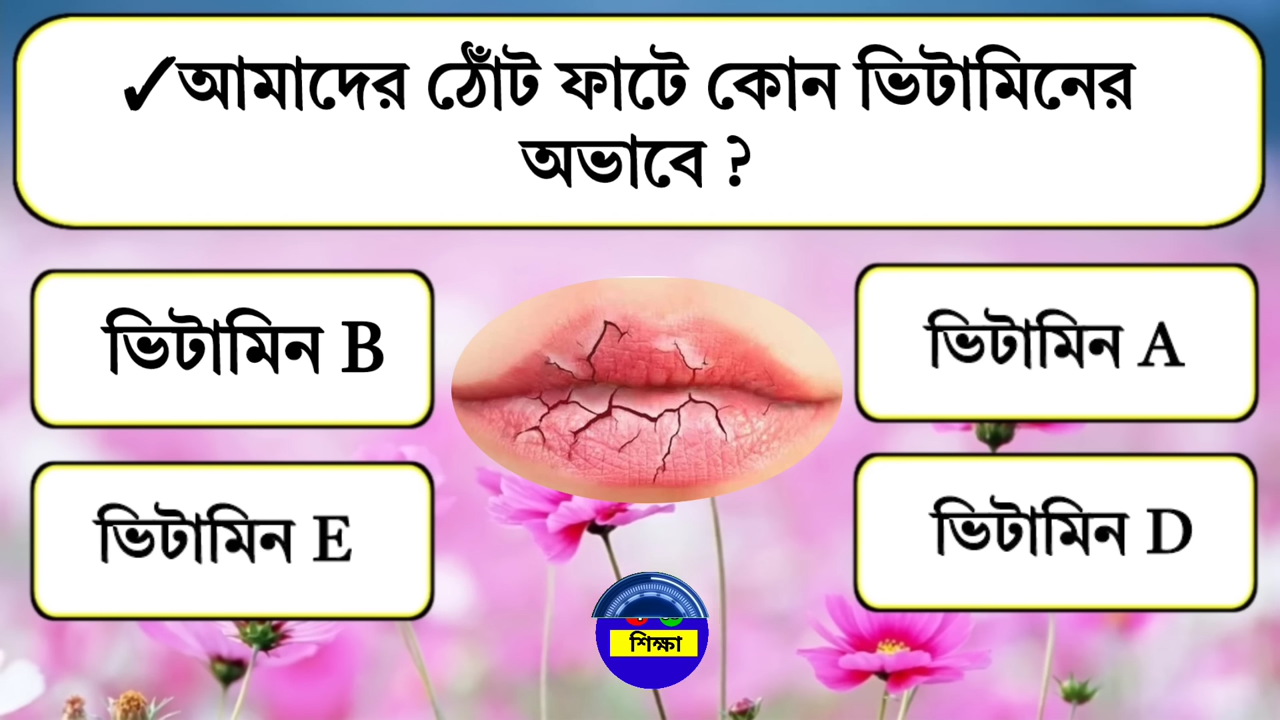 ✓আমাদের ঠোঁট ফাটে কোন ভিটামিনের
অভাবে ?
ভিটামিন B
ভিটামিন A
ভিটামিন E
ভিটামিন D
শিক্ষা